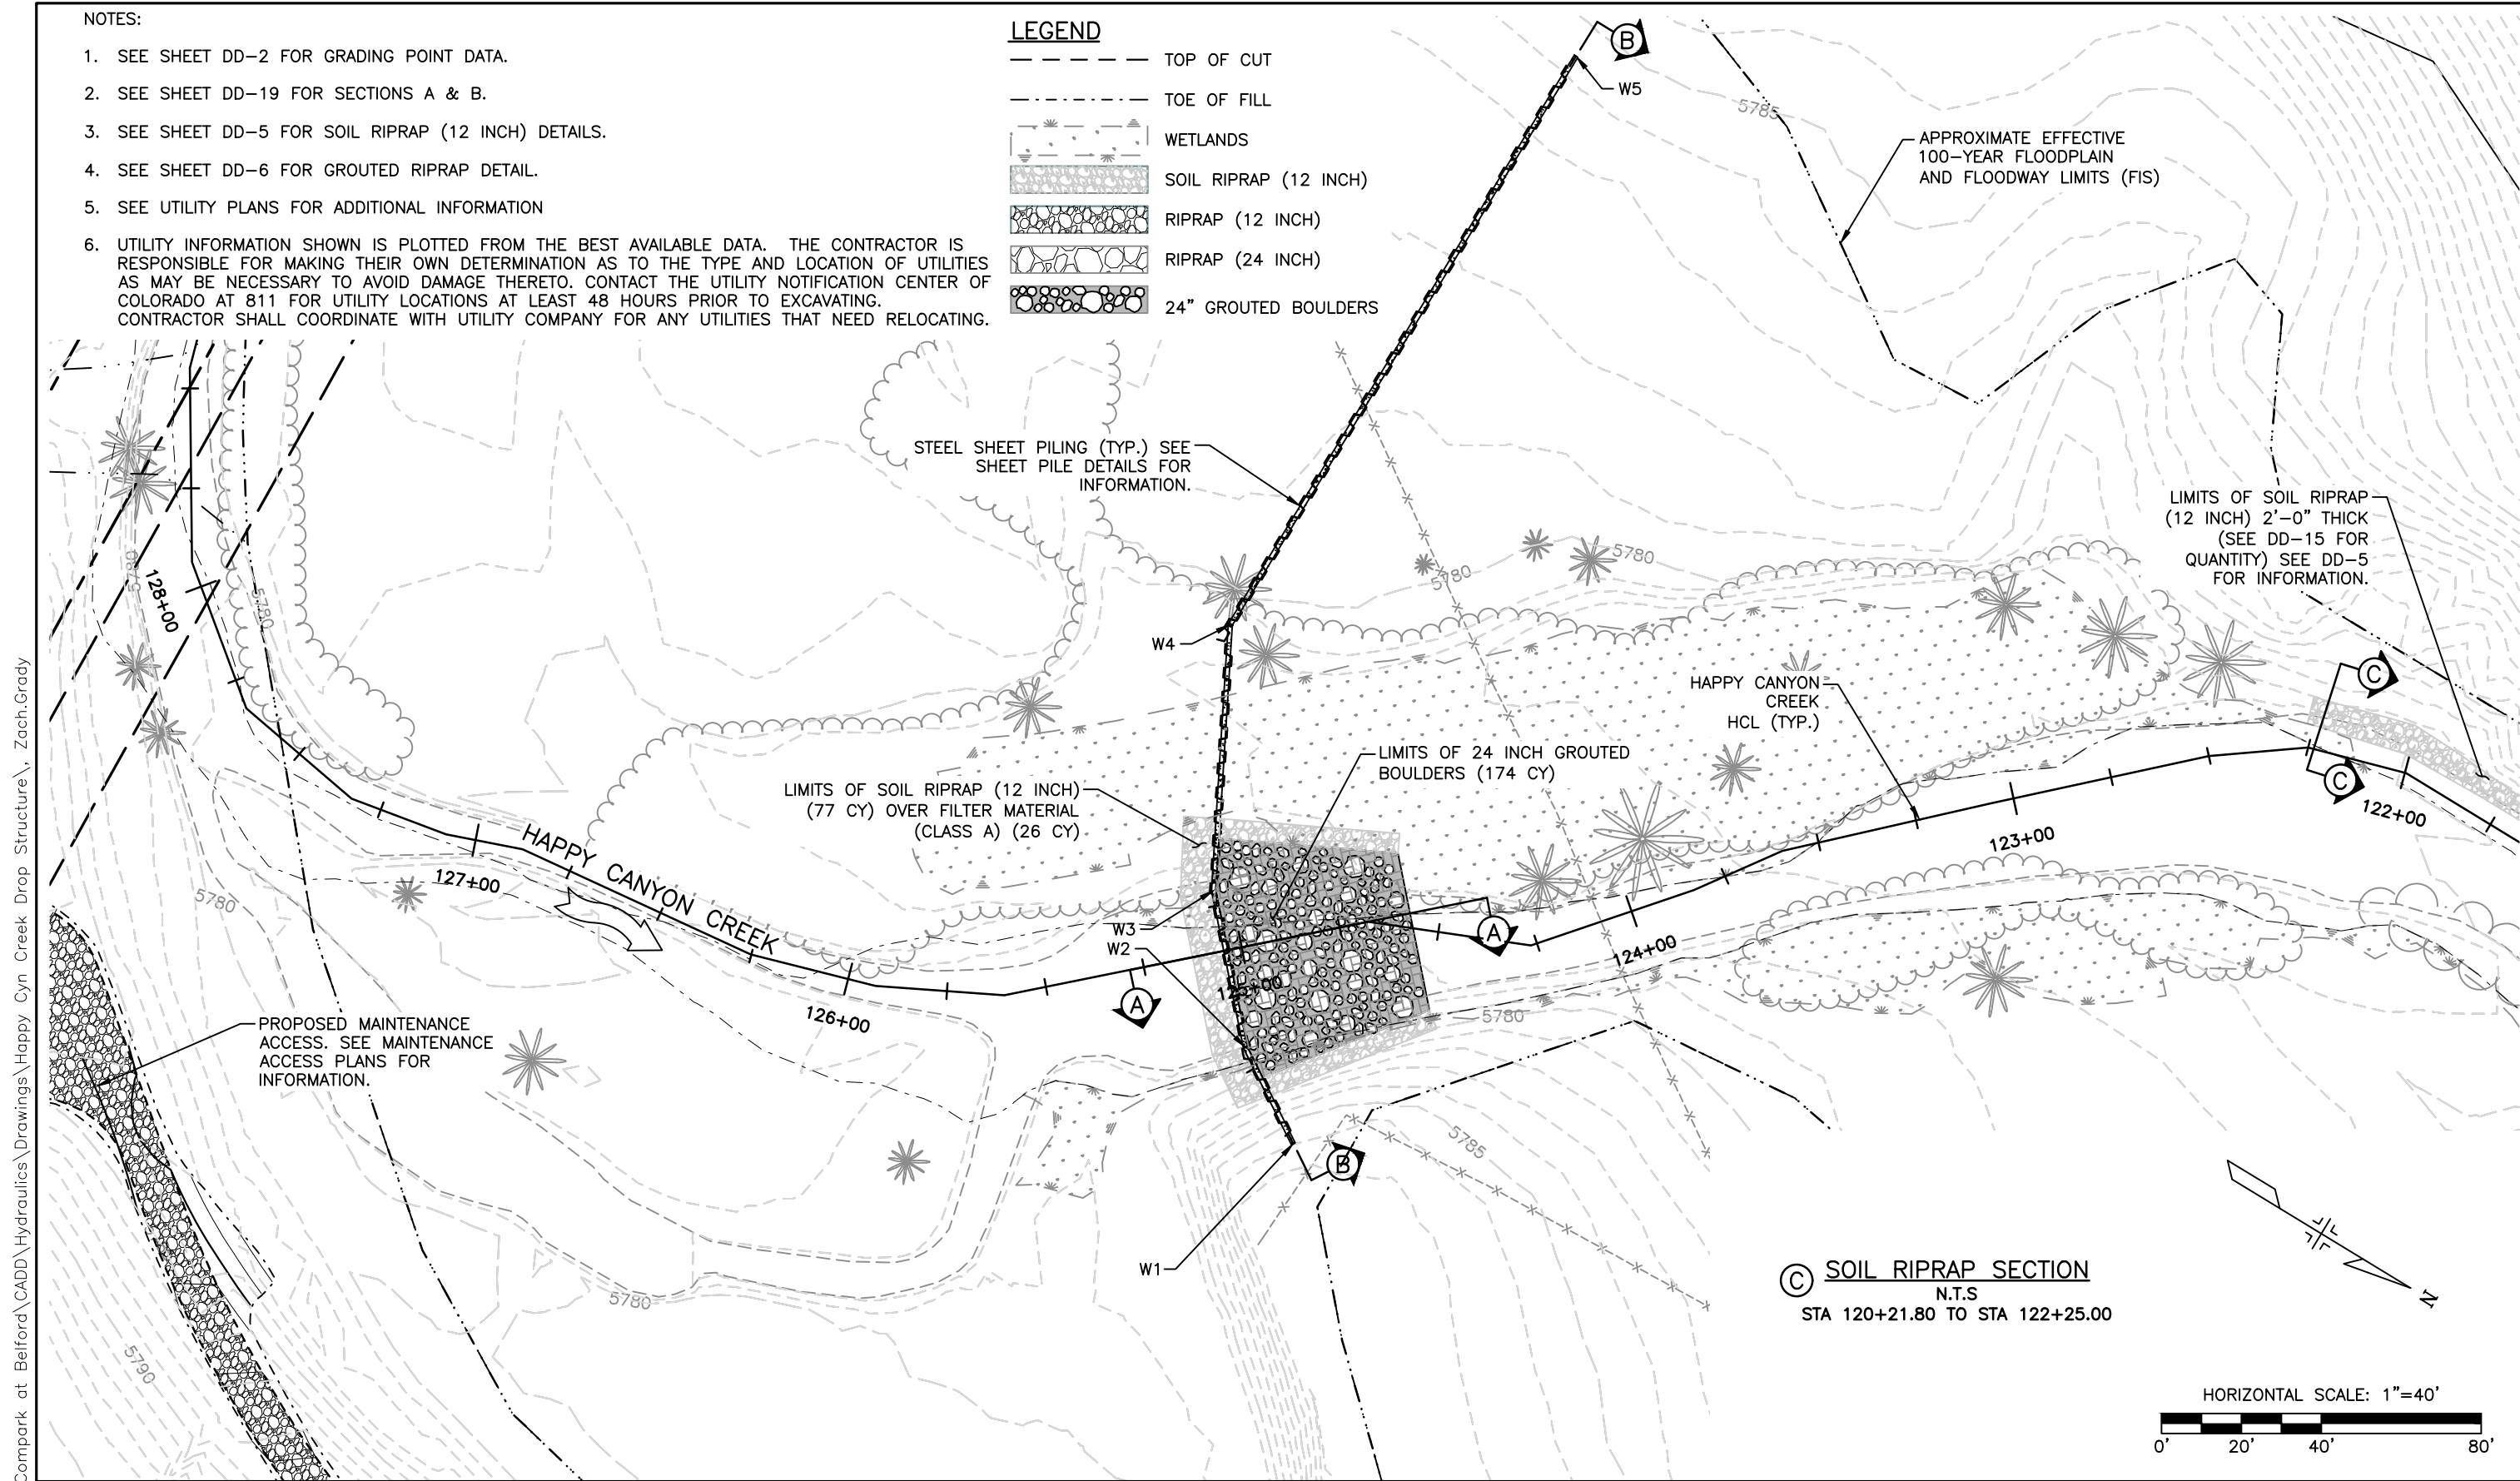 NOTES:
1. SEE SHEET DD-2 FOR GRADING POINT DATA.
2. SEE SHEET DD-19 FOR SECTIONS A & B.
3. SEE SHEET DD-5 FOR SOIL RIPRAP (12 INCH) DETAILS.
4. SEE SHEET DD-6 FOR GROUTED RIPRAP DETAIL.
5. SEE UTILITY PLANS FOR ADDITIONAL INFORMATION
6. UTILITY INFORMATION SHOWN IS PLOTTED FROM THE BEST AVAILABLE DATA. THE CONTRACTOR IS
RESPONSIBLE FOR MAKING THEIR OWN DETERMINATION AS TO THE TYPE AND LOCATION OF UTILITIES
AS MAY BE NECESSARY TO AVOID DAMAGE THERETO. CONTACT THE UTILITY NOTIFICATION CENTER OF
COLORADO AT 811 FOR UTILITY LOCATIONS AT LEAST 48 HOURS PRIOR TO EXCAVATING.
CONTRACTOR SHALL COORDINATE WITH UTILITY COMPANY FOR ANY UTILITIES THAT NEED RELOCATING.
LEGEND
TOP OF CUT
TOE OF FILL
WETLANDS
SOIL RIPRAP (12 INCH)
RIPRAP (12 INCH)
RIPRAP (24 INCH)
24" GROUTED BOULDERS
B
W5
5785
APPROXIMATE EFFECTIVE
100-YEAR FLOODPLAIN
AND FLOODWAY LIMITS (FIS)
STEEL SHEET PILING (TYP.) SEE
SHEET PILE DETAILS FOR
INFORMATION.
LIMITS OF SOIL RIPRAP
(12 INCH) 2'-0" THICK
(SEE DD-15 FOR
QUANTITY) SEE DD-5
FOR INFORMATION.
5780
5780
128+00
5780
5780
W4
C
HAPPY CANYON
CREEK
HCL (TYP.)
LIMITS OF 24 INCH GROUTED
BOULDERS (174 CY)
C
122+00
LIMITS OF SOIL RIPRAP (12 INCH)
(77 CY) OVER FILTER MATERIAL
(CLASS A) (26 CY)
123+00
HAPPY CANYON CREEK
127+00
5780
W3
W2
A
124+00
125+00
A
126+00
5780
PROPOSED MAINTENANCE
ACCESS. SEE MAINTENANCE
ACCESS PLANS FOR
INFORMATION.
5785
B
W1
5780
5790
C SOIL RIPRAP SECTION
N.T.S
STA 120+21.80 TO STA 122+25.00
N
HORIZONTAL SCALE: 1"=40'
0' 20' 40' 80'
Compark at Belford\CADD\Hydraulics\Drawings\Happy Cyn Creek Drop Structure\, Zach.Grady